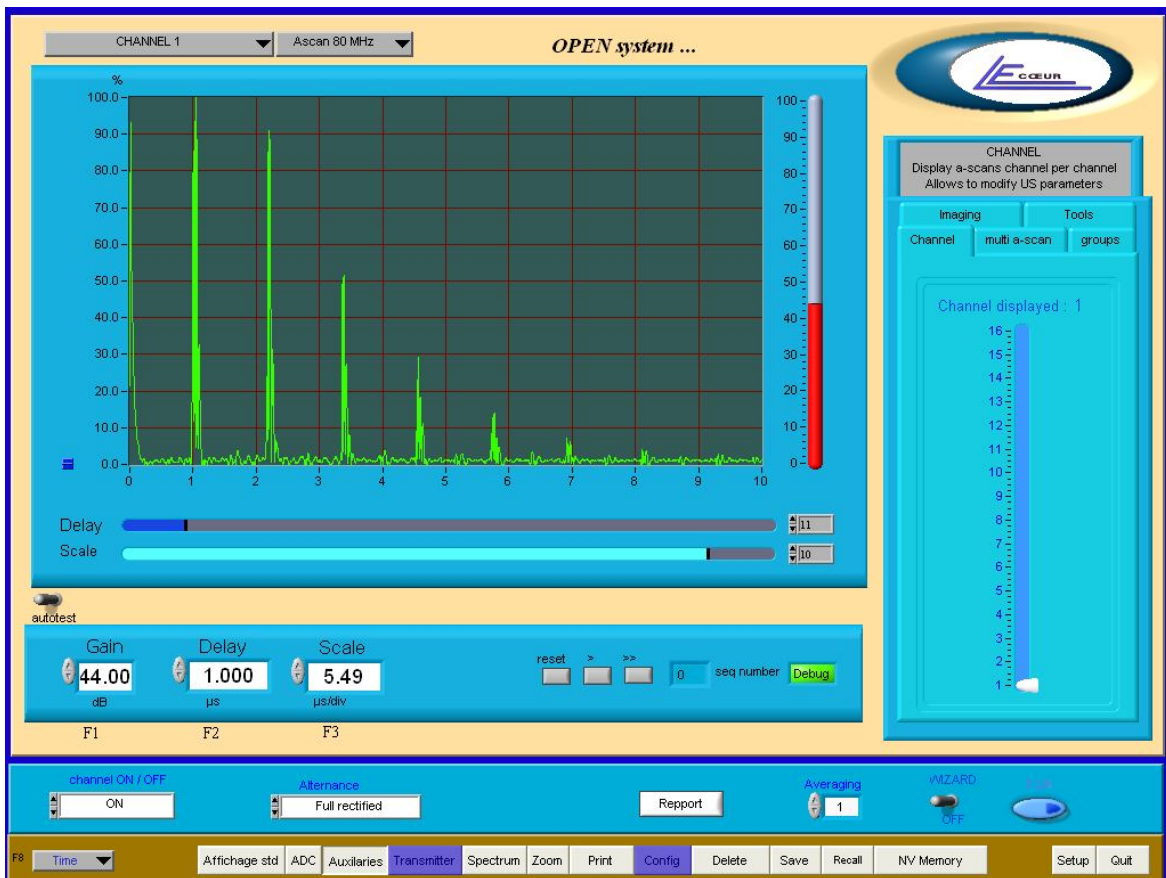 CHANNEL 1
Ascan 80 MHz
OPEN system ...
LE CŒUR
%
100.0
90.0
80.0
70.0
60.0
50.0
40.0
30.0
20.0
10.0
0.0
0 1 2 3 4 5 6 7 8 9 10
100
90
80
70
60
50
40
30
20
10
0
Delay
11
Scale
10
CHANNEL
Display a-scans channel per channel
Allows to modify US parameters
Imaging Tools
Channel multi a-scan groups
Channel displayed : 1
16
15
14
13
12
11
10
9
8
7
6
5
4
3
2
1
autotest
Gain Delay Scale
44.00 1.000 5.49
dB µs µs/div
F1 F2 F3
reset > >>
0 seq number Debug
channel ON / OFF
ON
Alternance
Full rectified
Repport
Averaging
1
WIZARD
OFF
F8 Time
Affichage std ADC Auxilaries Transmitter Spectrum Zoom Print Config Delete Save Recall NV Memory Setup Quit